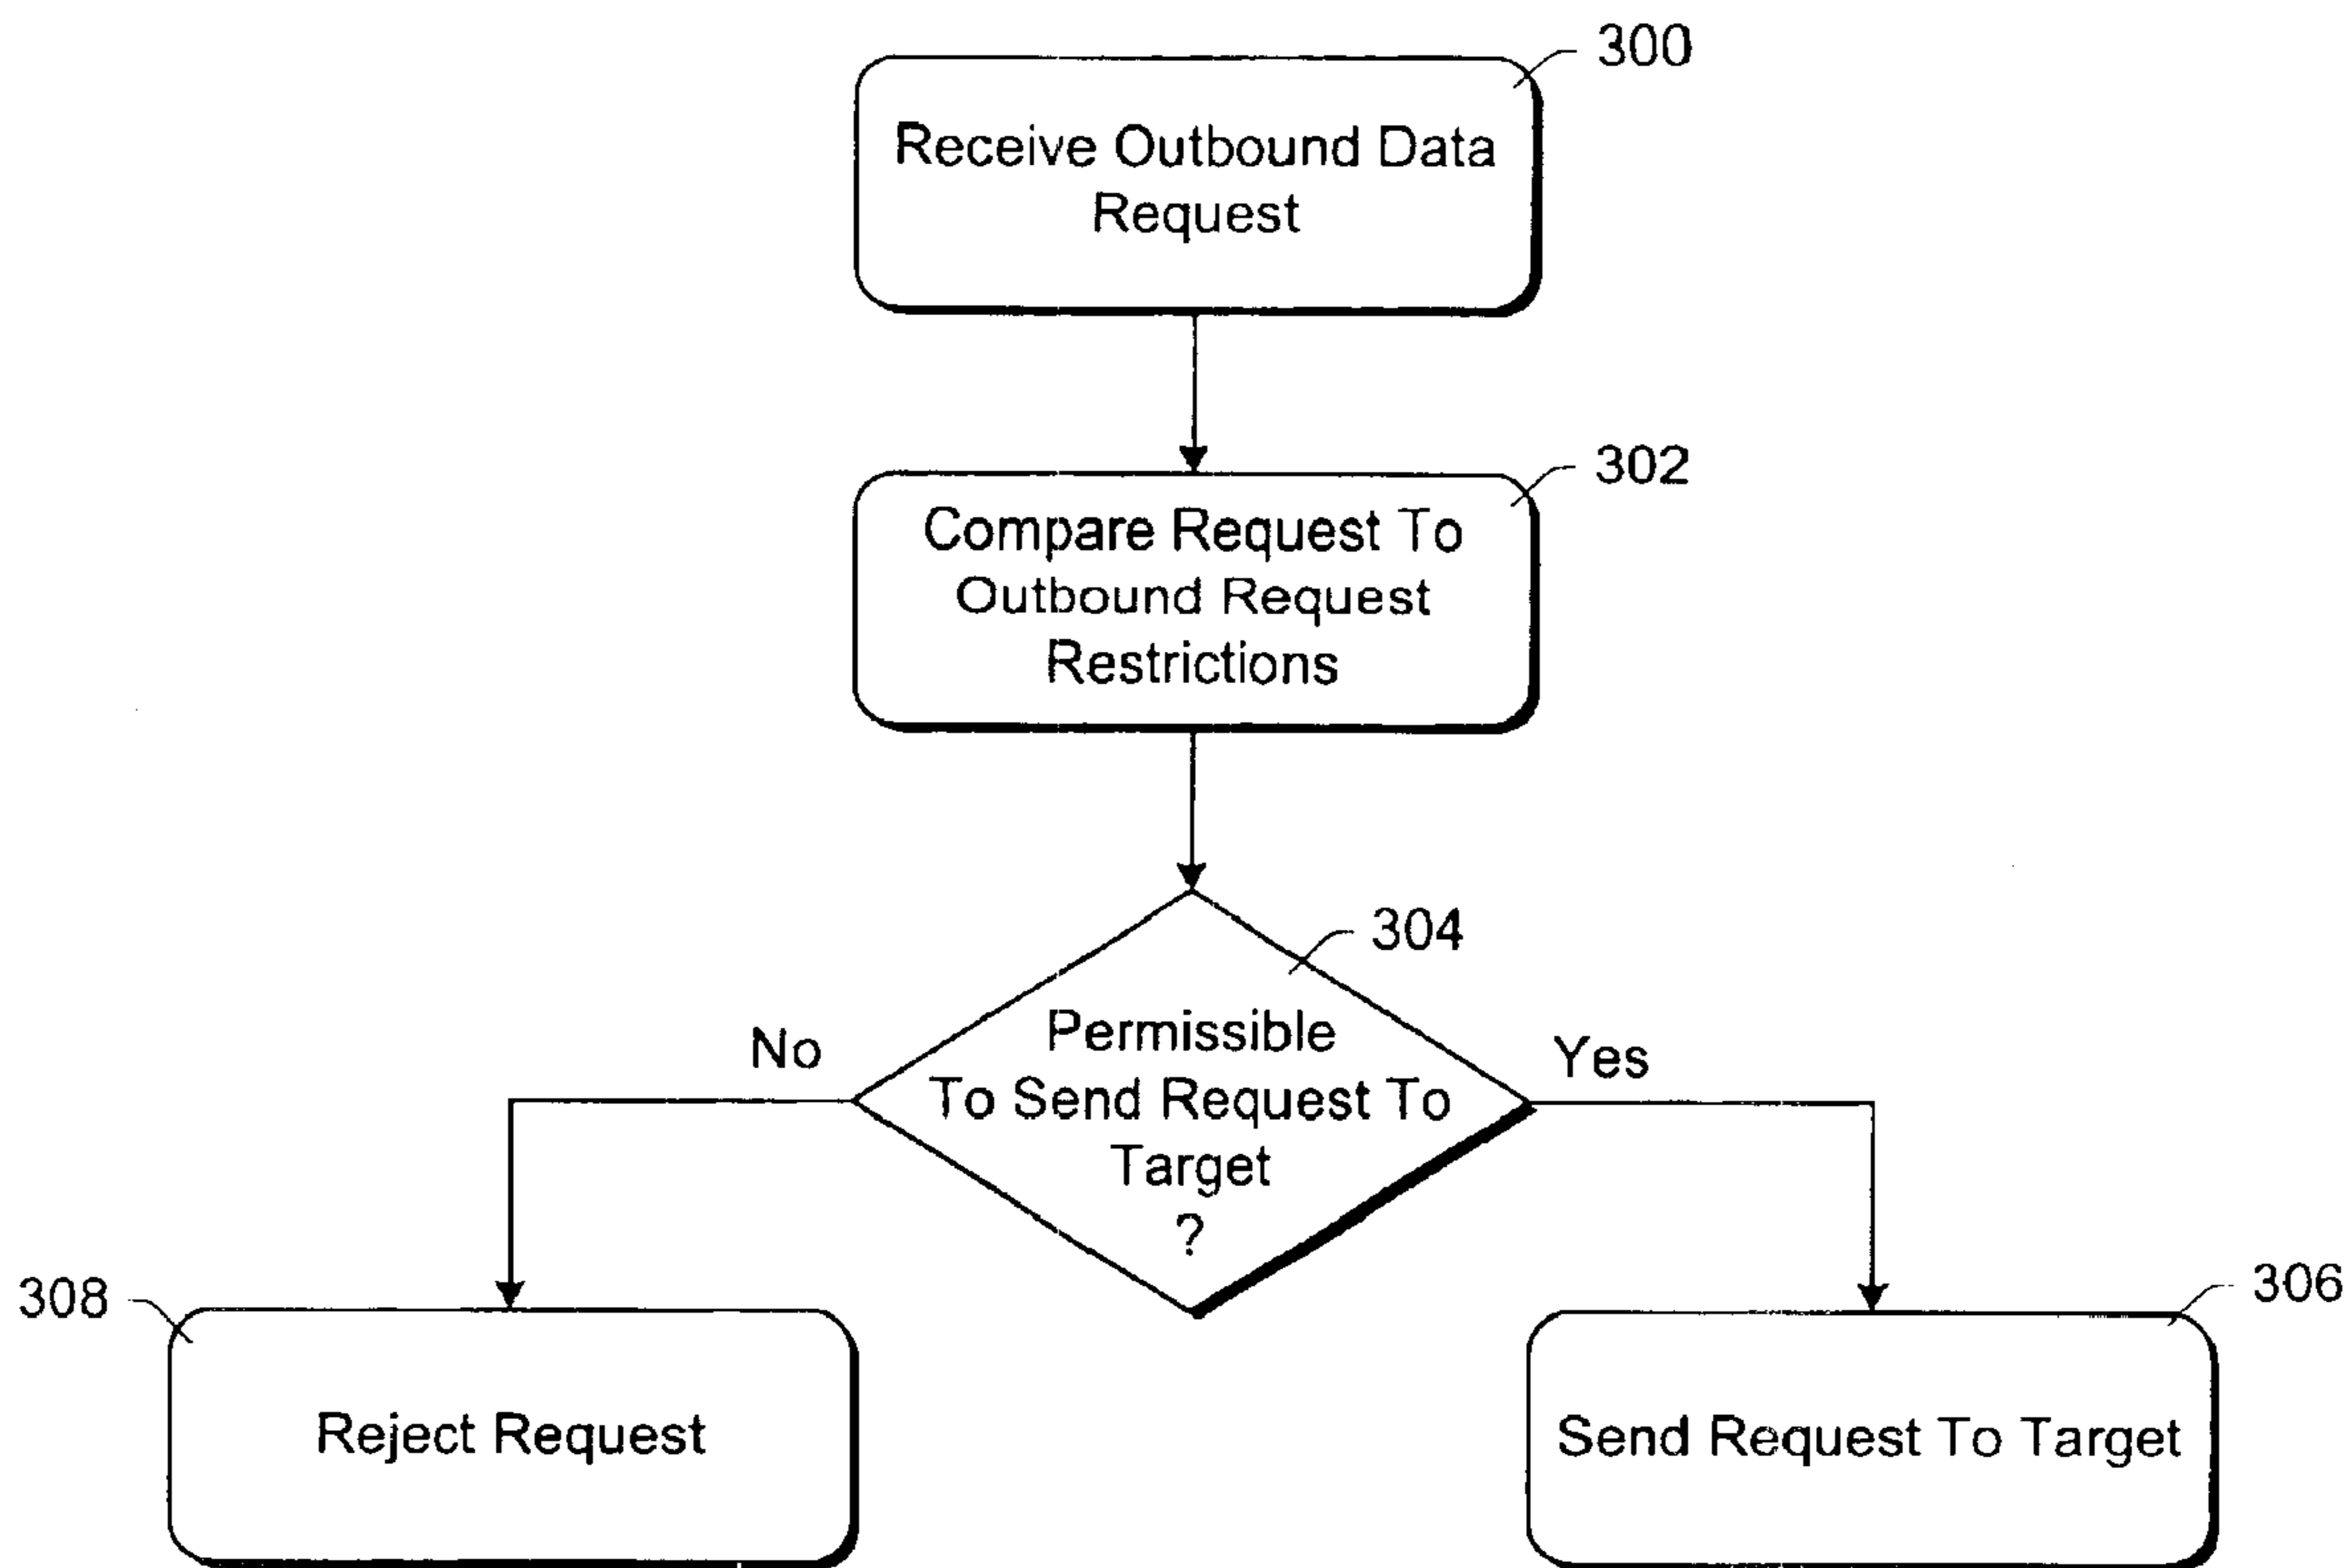 300
Receive Outbound Data
Request
302
Compare Request To
Outbound Request
Restrictions
304
Permissible
To Send Request To
Target
?
No
Yes
308
Reject Request
306
Send Request To Target